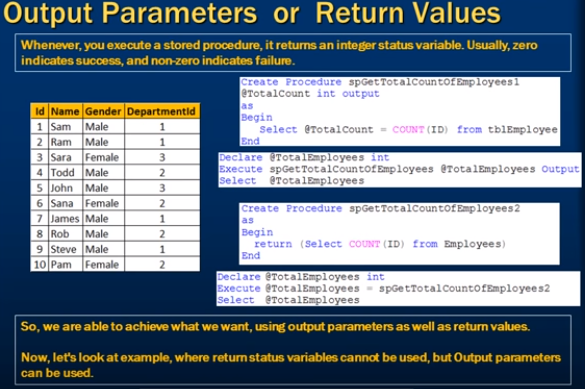 Output Parameters or Return Values
Whenever, you execute a stored procedure, it returns an integer status variable. Usually, zero
indicates success, and non-zero indicates failure.
Id Name Gender DepartmentId
1 Sam Male 1
2 Ram Male 1
3 Sara Female 3
4 Todd Male 2
5 John Male 3
6 Sana Female 2
7 James Male 1
8 Rob Male 2
9 Steve Male 1
10 Pam Female 2
Create Procedure spGetTotalCountOfEmployees1
@TotalCount int output
as
Begin
Select @TotalCount = COUNT(ID) from tblEmployee
End
Declare @TotalEmployees int
Execute spGetTotalCountOfEmployees @TotalEmployees Output
Select @TotalEmployees
Create Procedure spGetTotalCountOfEmployees2
as
Begin
return (Select COUNT(ID) from Employees)
End
Declare @TotalEmployees int
Execute @TotalEmployees = spGetTotalCountOfEmployees2
Select @TotalEmployees
So, we are able to achieve what we want, using output parameters as well as return values.
Now, let's look at example, where return status variables cannot be used, but Output parameters
can be used.